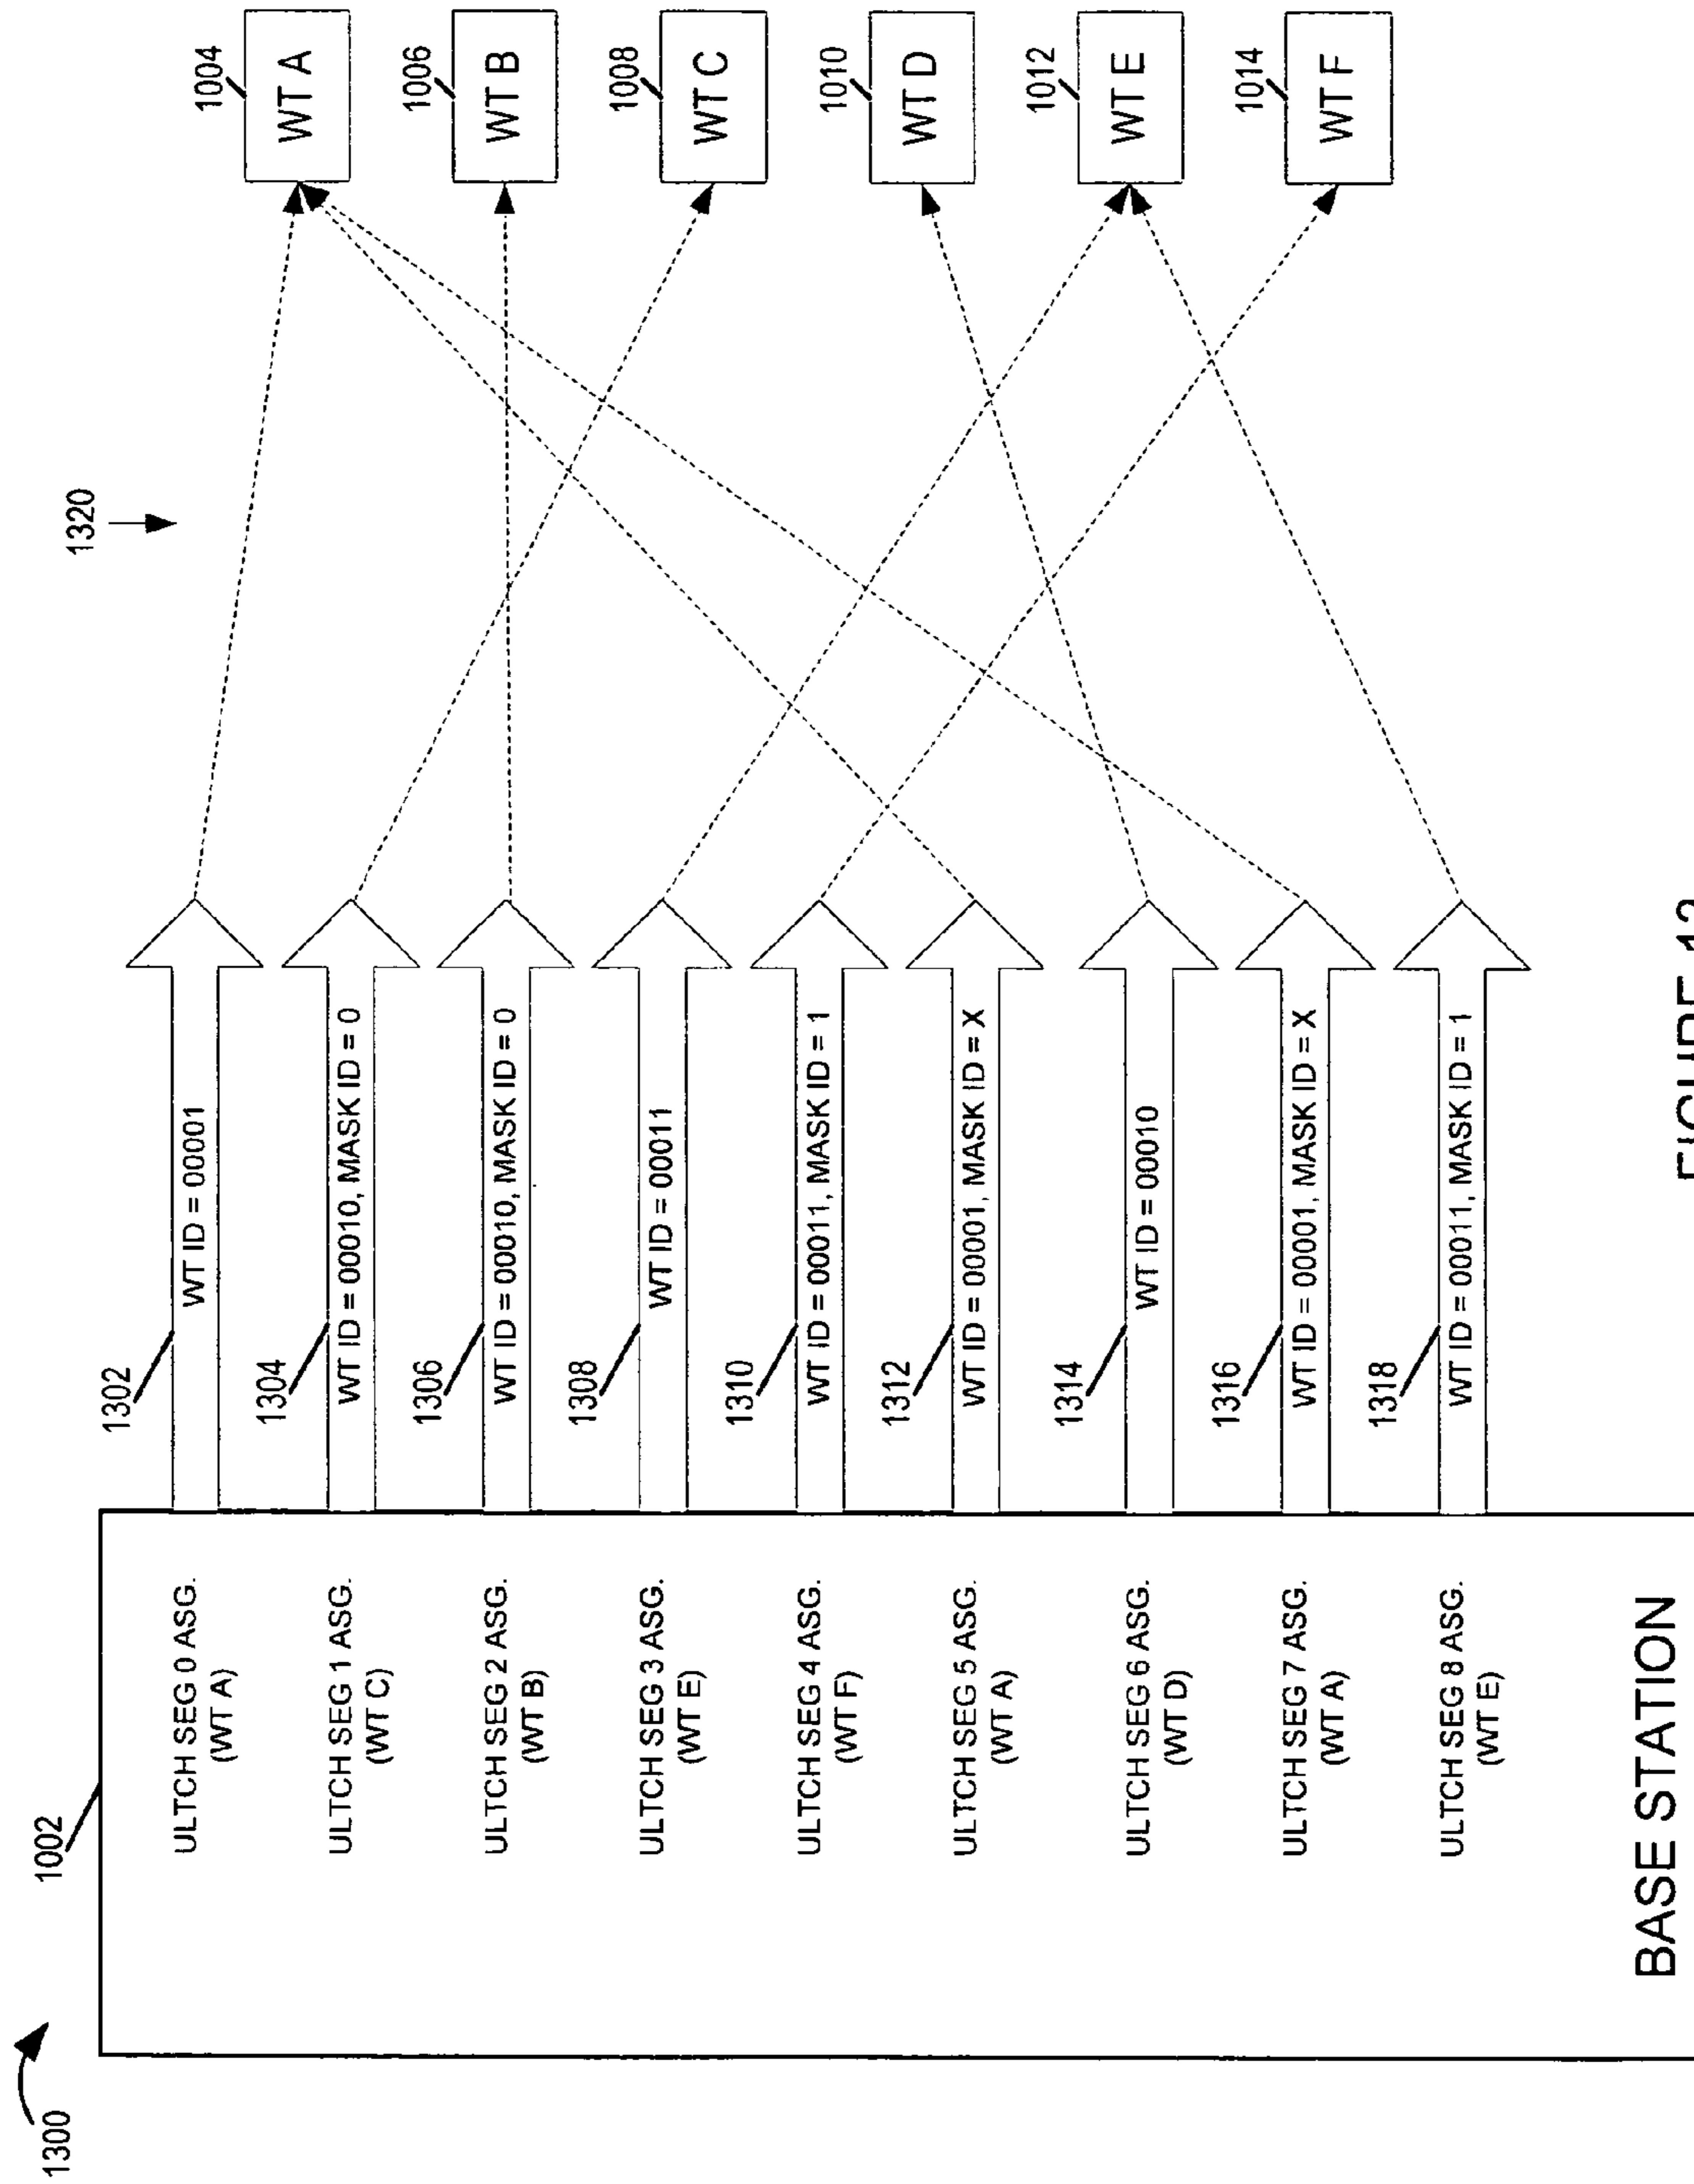 1300
1002
ULTCH SEG 0 ASG.
(WT A)
ULTCH SEG 1 ASG.
(WT C)
ULTCH SEG 2 ASG.
(WT B)
ULTCH SEG 3 ASG.
(WT E)
ULTCH SEG 4 ASG.
(WT F)
ULTCH SEG 5 ASG.
(WT A)
ULTCH SEG 6 ASG.
(WT D)
ULTCH SEG 7 ASG.
(WT A)
ULTCH SEG 8 ASG.
(WT E)
BASE STATION
1302
WT ID = 00001
1304
WT ID = 00010, MASK ID = 0
1306
WT ID = 00010, MASK ID = 0
1308
WT ID = 00011
1310
WT ID = 00011, MASK ID = 1
1312
WT ID = 00001, MASK ID = X
1314
WT ID = 00010
1316
WT ID = 00001, MASK ID = X
1318
WT ID = 00011, MASK ID = 1
1320
1004
WT A
1006
WT B
1008
WT C
1010
WT D
1012
WT E
1014
WT F
FIGURE